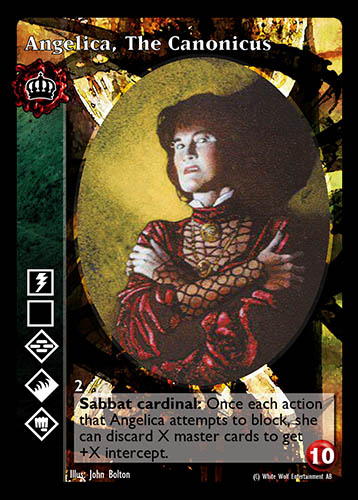 Angelica, The Canonicus
2
Sabbat cardinal: Once each action
that Angelica attempts to block, she
can discard X master cards to get
+X intercept.
10
Illus: John Bolton
(C) White Wolf Entertainment AB